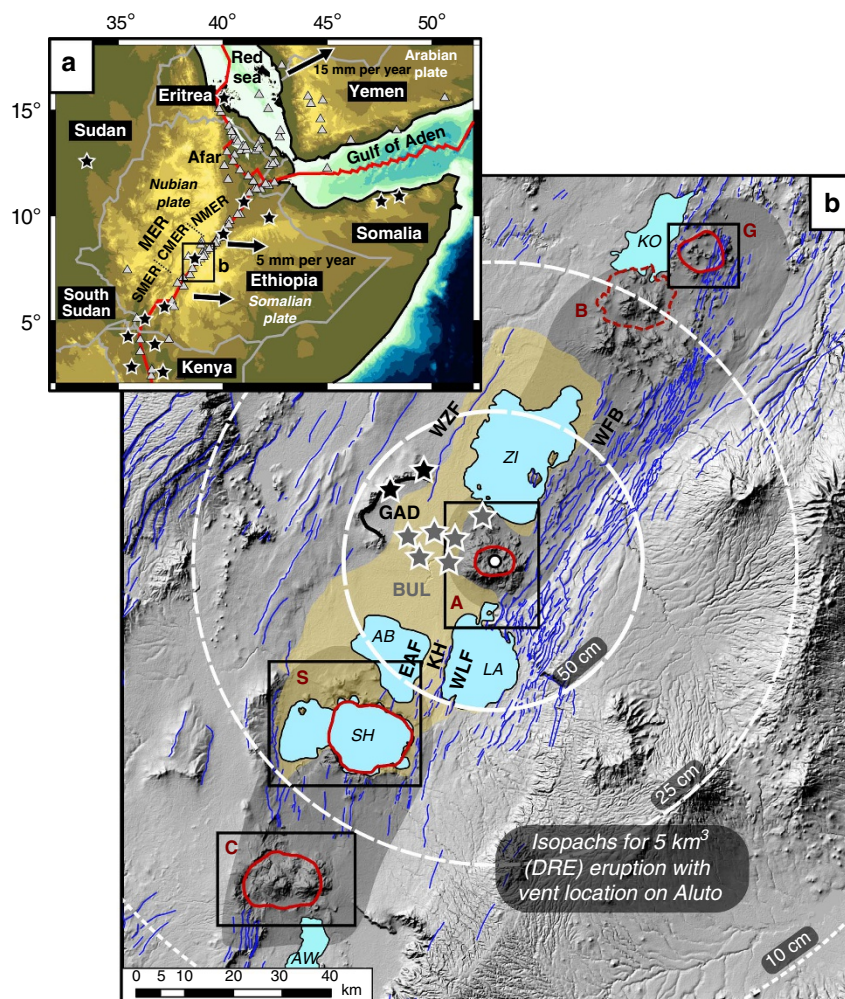 35°
40°
45°
50°
15°
10°
5°
a
Red
sea
15 mm per year
Arabian
plate
Eritrea
Yemen
Sudan
Afar
Gulf of Aden
Nubian
plate
MER
CMER
NMER
SMER
b
5 mm per year
Somalia
Ethiopia
Somalian
plate
South
Sudan
Kenya
b
KO
G
B
WZF
WFB
ZI
GAD
BUL
A
AB
EAF
KH
WLF
LA
50 cm
S
SH
25 cm
C
Isopachs for 5 km³
(DRE) eruption with
vent location on Aluto
AW
10 cm
0 5 10 20 30 40
km